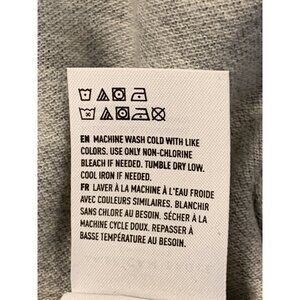 EN MACHINE WASH COLD WITH LIKE
COLORS. USE ONLY NON-CHLORINE
BLEACH IF NEEDED. TUMBLE DRY LOW.
COOL IRON IF NEEDED.
FR LAVER À LA MACHINE À L'EAU FROIDE
AVEC COULEURS SIMILAIRES. BLANCHIR
SANS CHLORE AU BESOIN. SÉCHER À LA
MACHINE CYCLE DOUX. REPASSER À
BASSE TEMPÉRATURE AU BESOIN.